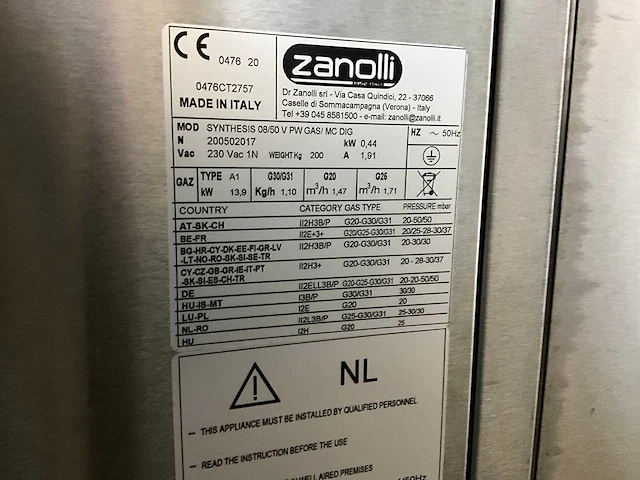 CE 0476 20
0476CT2757
MADE IN ITALY
zanolli
Dr Zanolli srl - Via Casa Quindici, 22 - 37066
Caselle di Sommacampagna (Verona) - Italy
Tel +39 045 8581500 - e-mail: zanolli@zanolli.it
MOD SYNTHESIS 08/50 V PW GAS/ MC DIG
N 200502017 kW 0,44 HZ ~ 50Hz
Vac 230 Vac 1N WEIGHT Kg 200 A 1,91
GAZ TYPE A1 G30/G31 G20 G25
kW 13,9 Kg/h 1,10 m³/h 1,47 m³/h 1,71
COUNTRY CATEGORY GAS TYPE PRESSURE mbar
AT-SK-CH II2H3B/P G20-G30/G31 20-50/50
BE-FR II2E+3+ G20/G25-G30/G31 20/25-28-30/37
BG-HR-CY-DK-EE-FI-GR-LV II2H3B/P G20-G30/G31 20-30/30
-LT-NO-RO-SK-SI-SE-TR
CY-CZ-GB-GR-IE-IT-PT II2H3+ G20-G30/G31 20 - 28-30/37
-SK-SI-ES-CH-TR
DE II2ELL3B/P G20-G25-G30/G31 20-20-50/50
HU-IS-MT I3B/P G30/G31 30/30
LU-PL I2E G20 20
NL-RO II2L3B/P G25-G30/G31 25-30/30
HU I2H G20 25
NL
— THIS APPLIANCE MUST BE INSTALLED BY QUALIFIED PERSONNEL
— READ THE INSTRUCTION BEFORE THE USE
WELL AIRED PREMISES
/50Hz